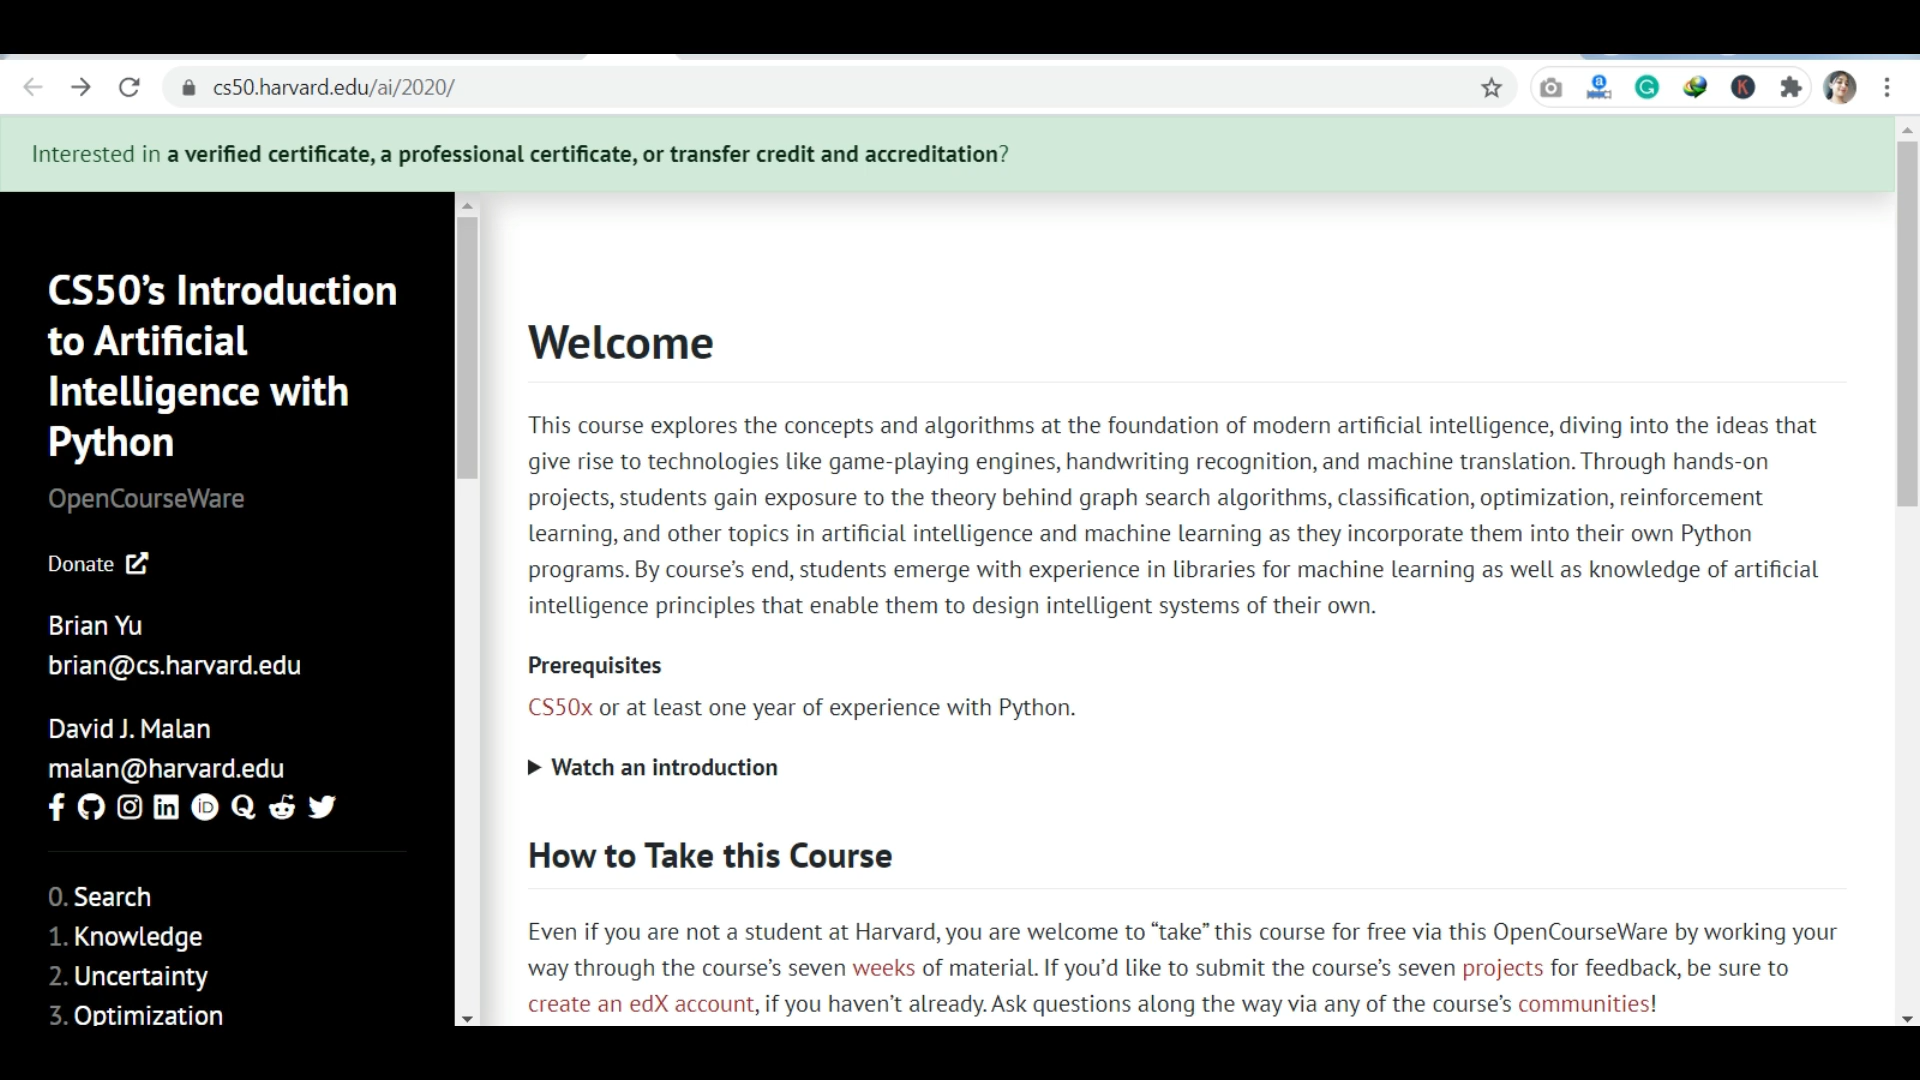 cs50.harvard.edu/ai/2020/
Interested in a verified certificate, a professional certificate, or transfer credit and accreditation?
CS50’s Introduction
to Artificial
Intelligence with
Python
OpenCourseWare
Donate
Brian Yu
brian@cs.harvard.edu
David J. Malan
malan@harvard.edu
0. Search
1. Knowledge
2. Uncertainty
3. Optimization
Welcome
This course explores the concepts and algorithms at the foundation of modern artificial intelligence, diving into the ideas that
give rise to technologies like game-playing engines, handwriting recognition, and machine translation. Through hands-on
projects, students gain exposure to the theory behind graph search algorithms, classification, optimization, reinforcement
learning, and other topics in artificial intelligence and machine learning as they incorporate them into their own Python
programs. By course’s end, students emerge with experience in libraries for machine learning as well as knowledge of artificial
intelligence principles that enable them to design intelligent systems of their own.
Prerequisites
CS50x or at least one year of experience with Python.
Watch an introduction
How to Take this Course
Even if you are not a student at Harvard, you are welcome to “take” this course for free via this OpenCourseWare by working your
way through the course’s seven weeks of material. If you’d like to submit the course’s seven projects for feedback, be sure to
create an edX account, if you haven’t already. Ask questions along the way via any of the course’s communities!